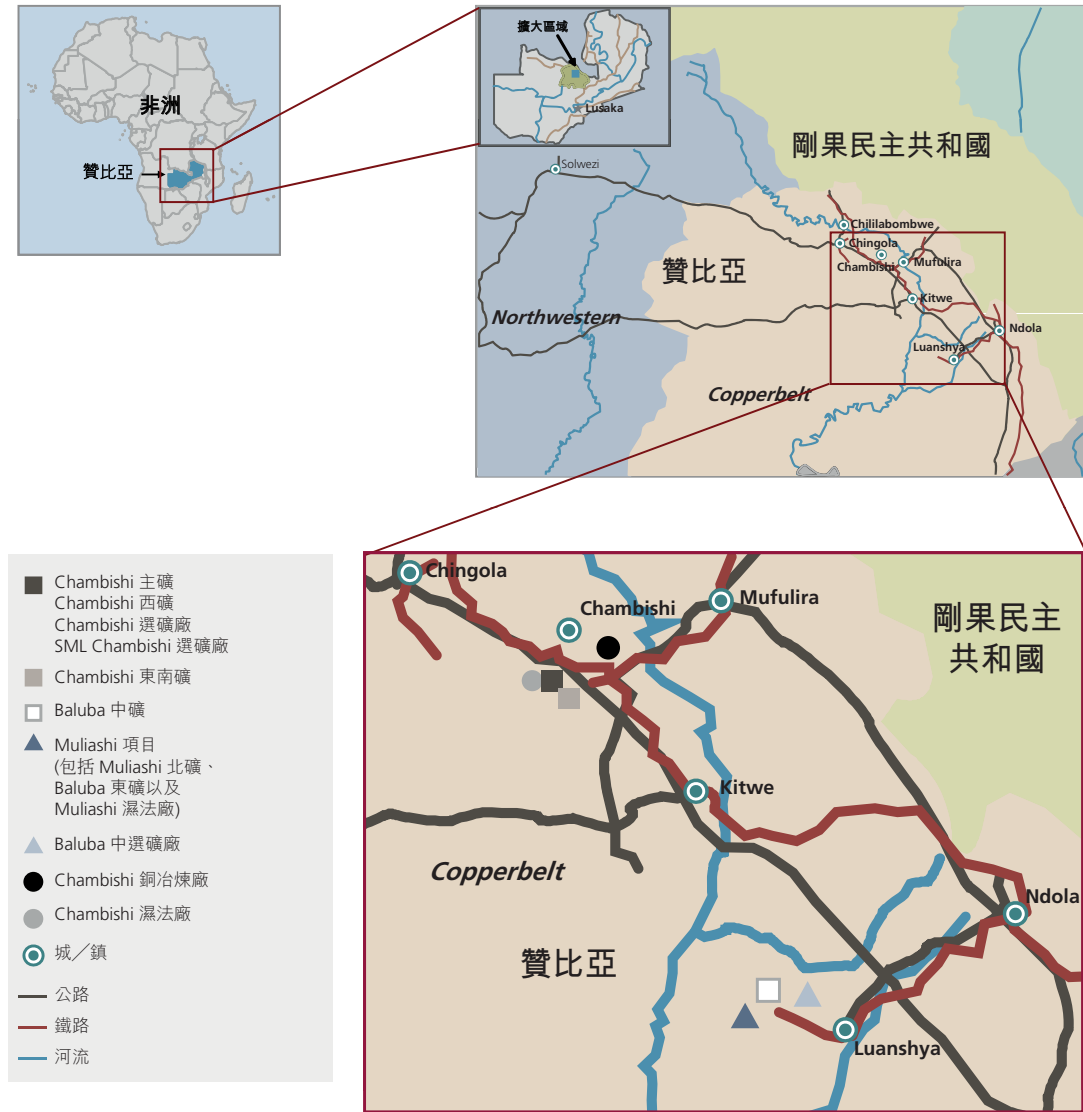 非洲
贊比亞
擴大區域
Lusaka
剛果民主共和國
Solwezi
Chililabombwe
Chingola
Chambishi
Mufulira
贊比亞
Kitwe
Northwestern
Ndola
Luanshya
Copperbelt
Chambishi 主礦
Chambishi 西礦
Chambishi 選礦廠
SML Chambishi 選礦廠
Chambishi 東南礦
Baluba 中礦
Muliashi 項目
(包括 Muliashi 北礦、
Baluba 東礦以及
Muliashi 濕法廠)
Baluba 中選礦廠
Chambishi 銅冶煉廠
Chambishi 濕法廠
城／鎮
公路
鐵路
河流
Chingola
Chambishi
Mufulira
剛果民主
共和國
Kitwe
Copperbelt
Ndola
贊比亞
Luanshya